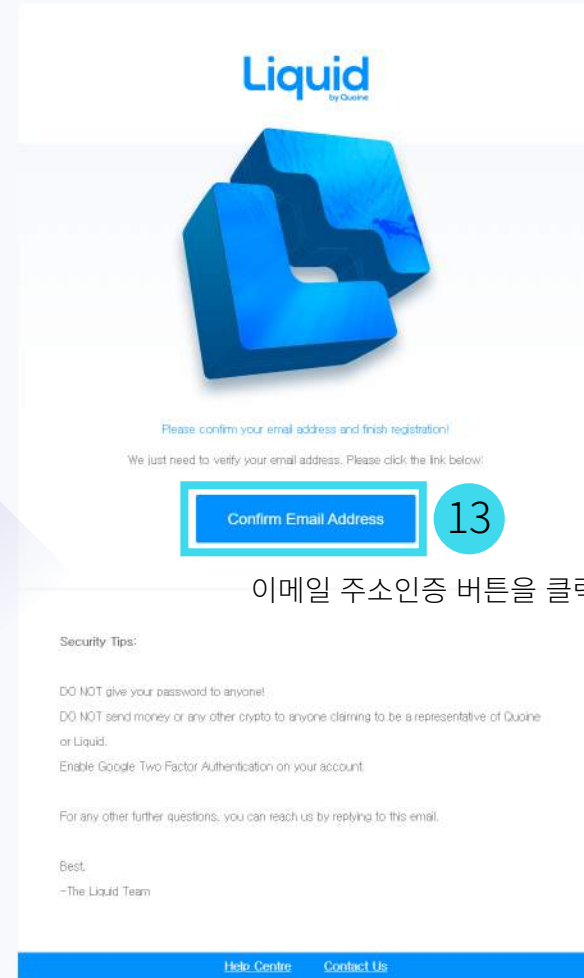 Liquid
by Quoine
Please confirm your email address and finish registration!
We just need to verify your email address. Please click the link below:
Confirm Email Address
13
이메일 주소인증 버튼을 클릭
Security Tips:
DO NOT give your password to anyone!
DO NOT send money or any other crypto to anyone claiming to be a representative of Quoine
or Liquid.
Enable Google Two Factor Authentication on your account.
For any other further questions, you can reach us by replying to this email.
Best,
-The Liquid Team
Help Centre Contact Us